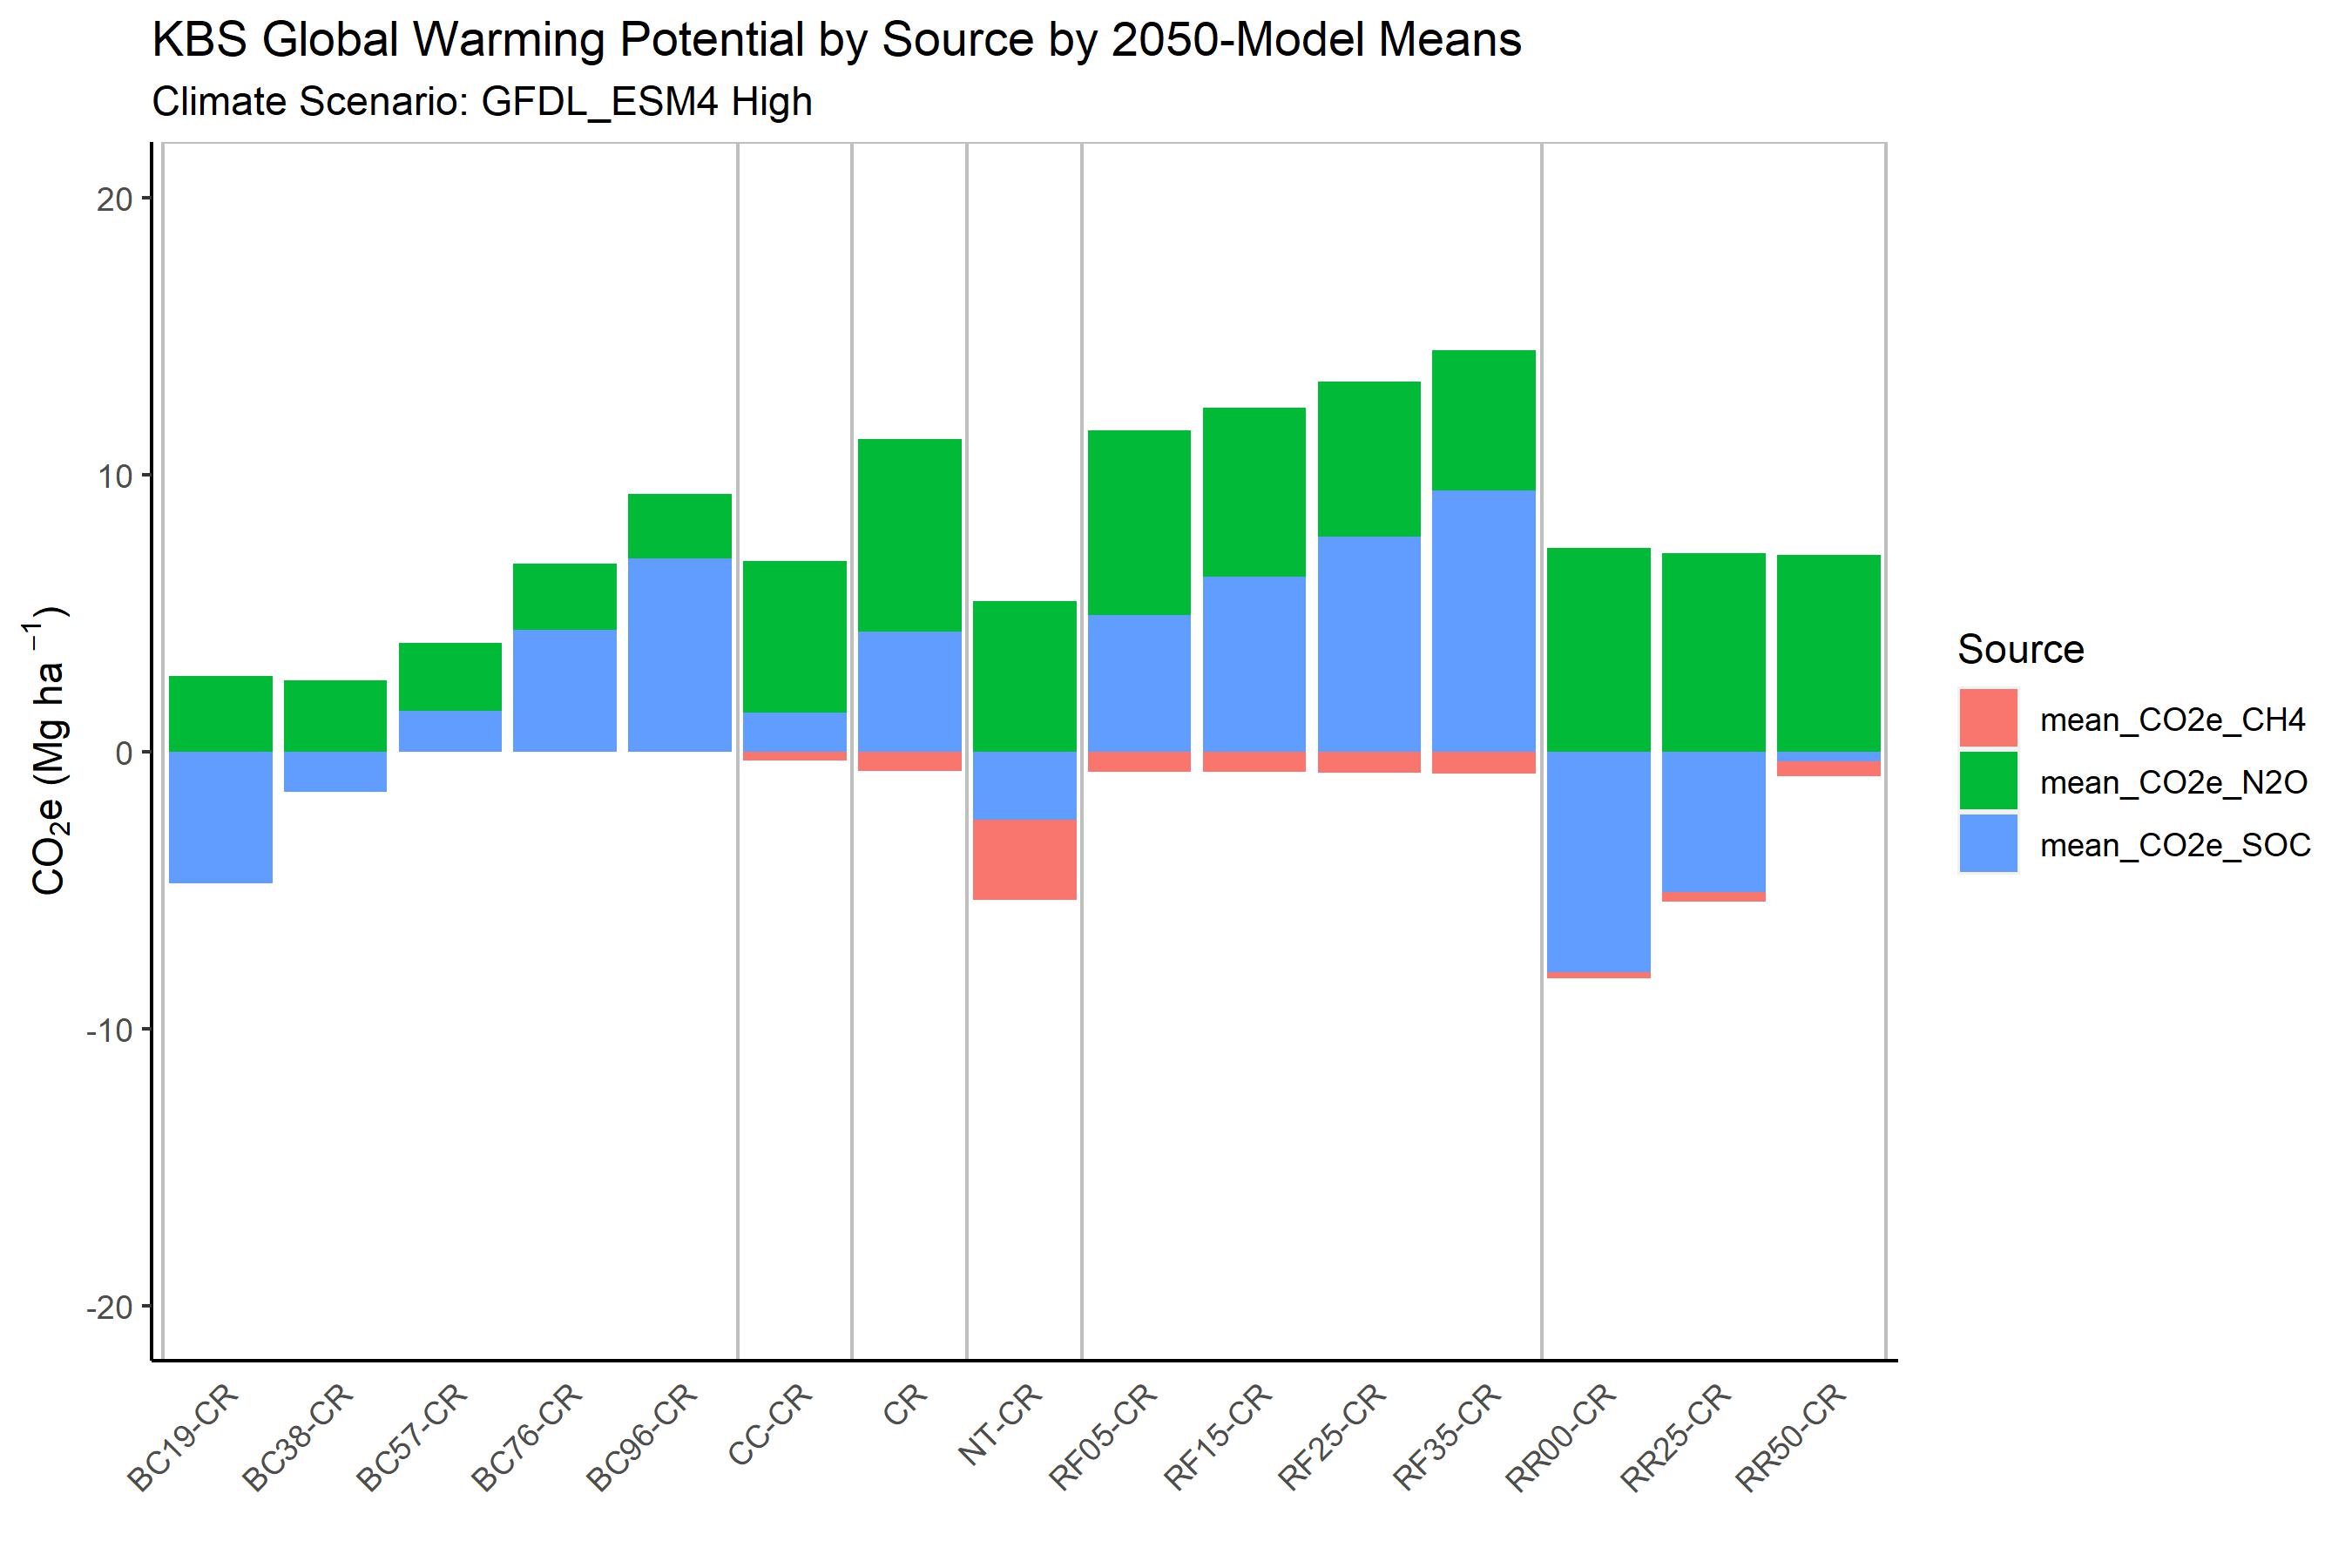 KBS Global Warming Potential by Source by 2050-Model Means
Climate Scenario: GFDL_ESM4 High
CO₂e (Mg ha ⁻¹)
20
10
0
-10
-20
BC19-CR
BC38-CR
BC57-CR
BC76-CR
BC96-CR
CC-CR
CR
NT-CR
RF05-CR
RF15-CR
RF25-CR
RF35-CR
RR00-CR
RR25-CR
RR50-CR
Source
mean_CO2e_CH4
mean_CO2e_N2O
mean_CO2e_SOC